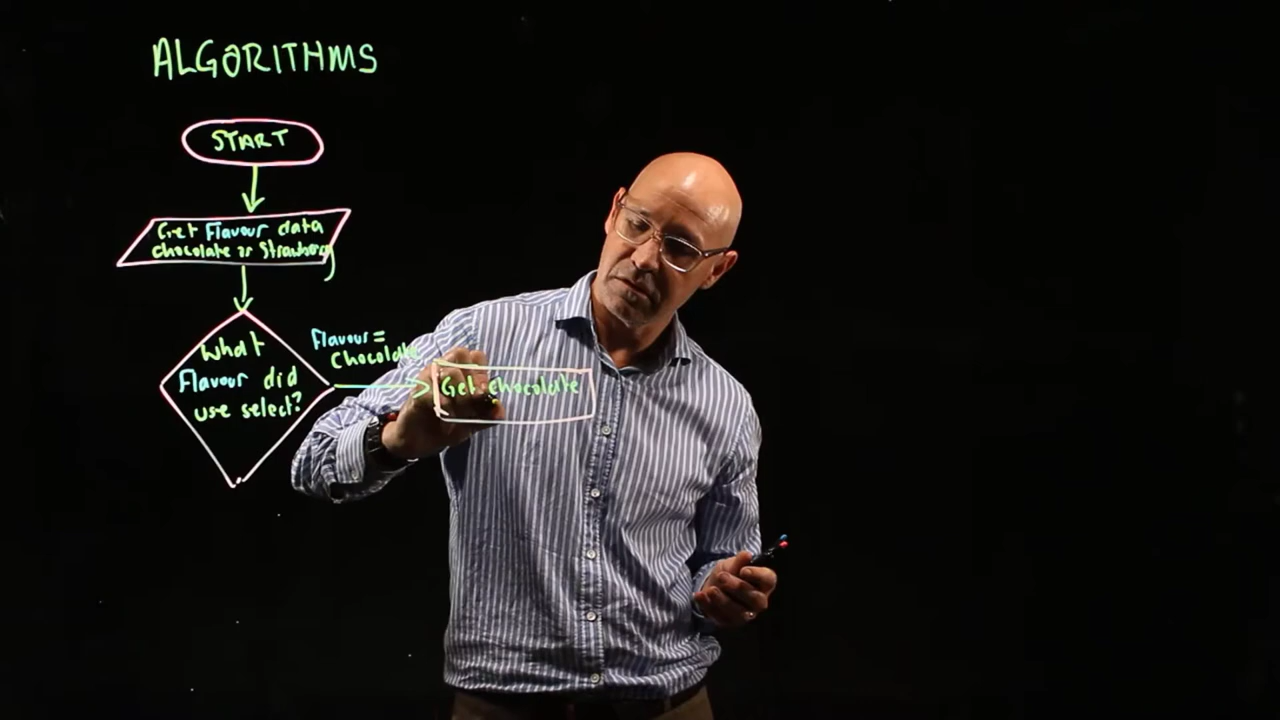 ALGORITHMS
START
Get Flavour data
chocolate or Strawberry
What
Flavour did
use select?
Flavour =
Chocolate
Get chocolate